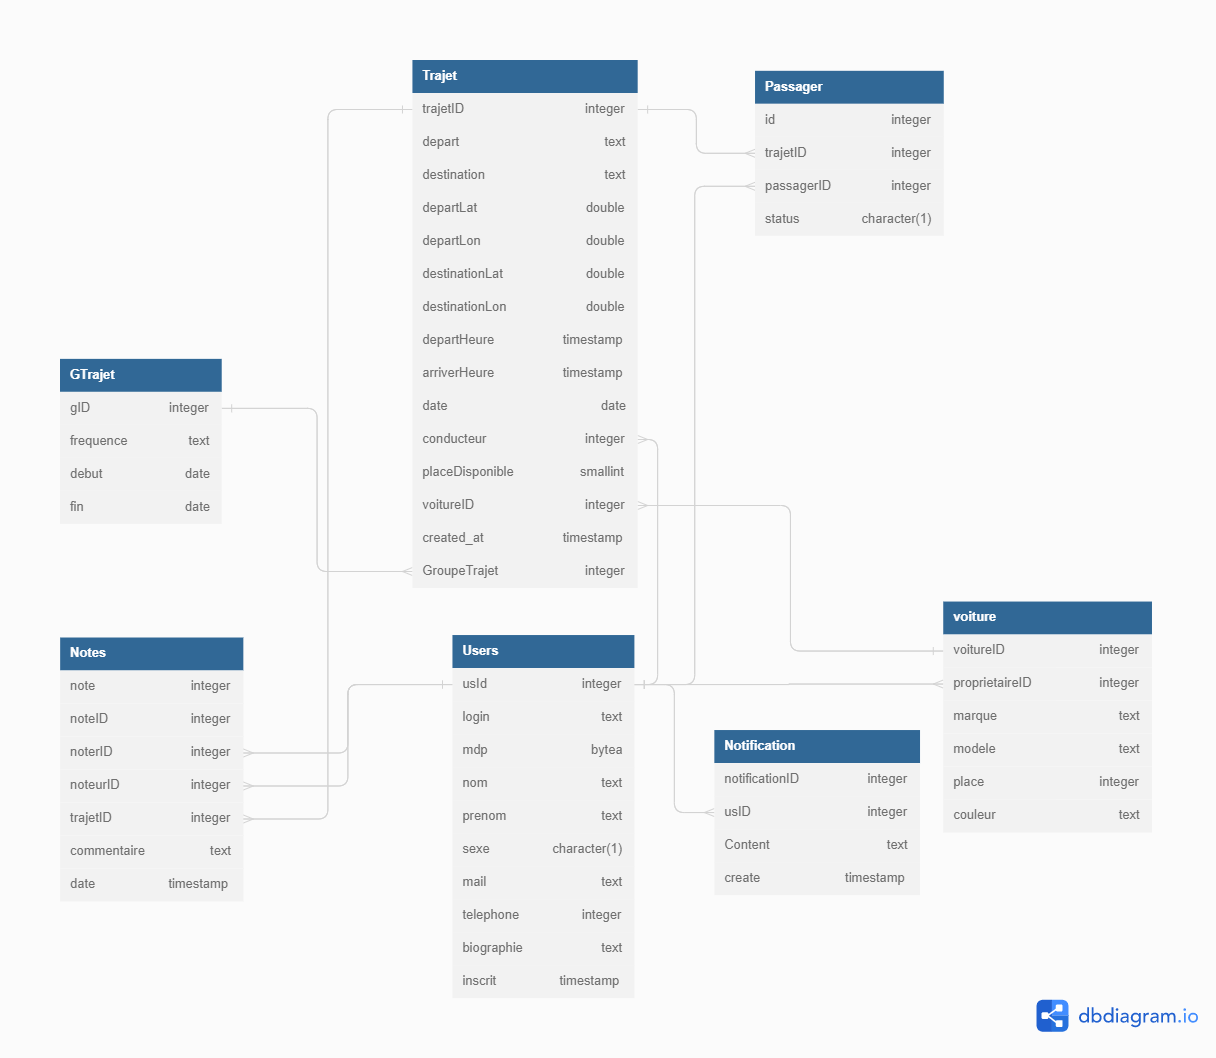 Trajet
trajetID integer
depart text
destination text
departLat double
departLon double
destinationLat double
destinationLon double
departHeure timestamp
arriverHeure timestamp
date date
conducteur integer
placeDisponible smallint
voitureID integer
created_at timestamp
GroupeTrajet integer
Passager
id integer
trajetID integer
passagerID integer
status character(1)
GTrajet
gID integer
frequence text
debut date
fin date
Notes
note integer
noteID integer
noterID integer
noteurID integer
trajetID integer
commentaire text
date timestamp
Users
usId integer
login text
mdp bytea
nom text
prenom text
sexe character(1)
mail text
telephone integer
biographie text
inscrit timestamp
Notification
notificationID integer
usID integer
Content text
create timestamp
voiture
voitureID integer
proprietaireID integer
marque text
modele text
place integer
couleur text
dbdiagram.io